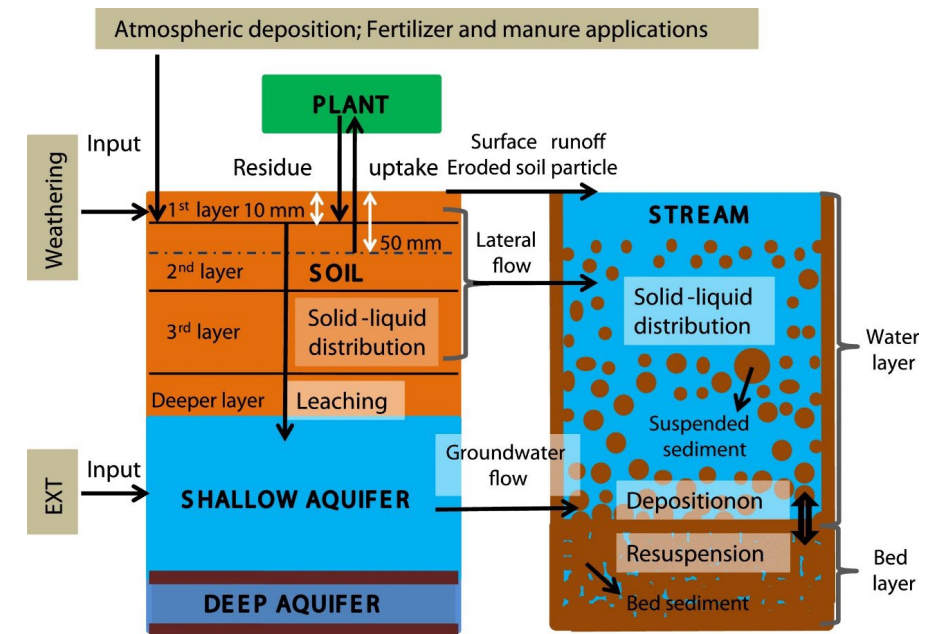 Atmospheric deposition; Fertilizer and manure applications
PLANT
Input
Weathering
Residue
uptake
Surface runoff
Eroded soil particle
1st layer 10 mm
50 mm
2nd layer
SOIL
3rd layer
Solid-liquid
distribution
Lateral
flow
Deeper layer
Leaching
EXT
Input
SHALLOW AQUIFER
Groundwater
flow
DEEP AQUIFER
STREAM
Solid-liquid
distribution
Suspended
sediment
Depositionon
Resuspension
Bed sediment
Water
layer
Bed
layer